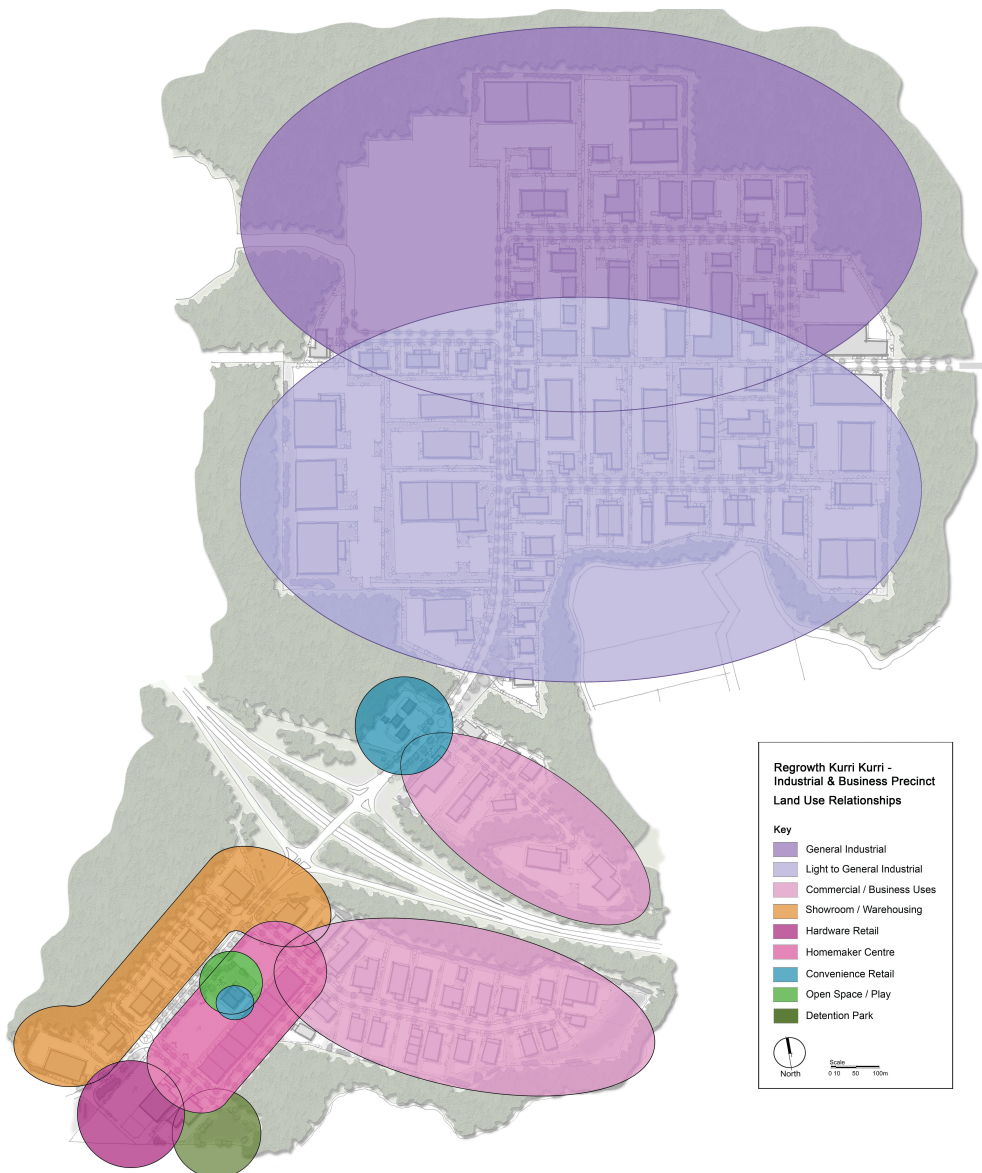 Regrowth Kurri Kurri -
Industrial & Business Precinct
Land Use Relationships
Key
General Industrial
Light to General Industrial
Commercial / Business Uses
Showroom / Warehousing
Hardware Retail
Homemaker Centre
Convenience Retail
Open Space / Play
Detention Park
North
Scale
0 10 50 100m